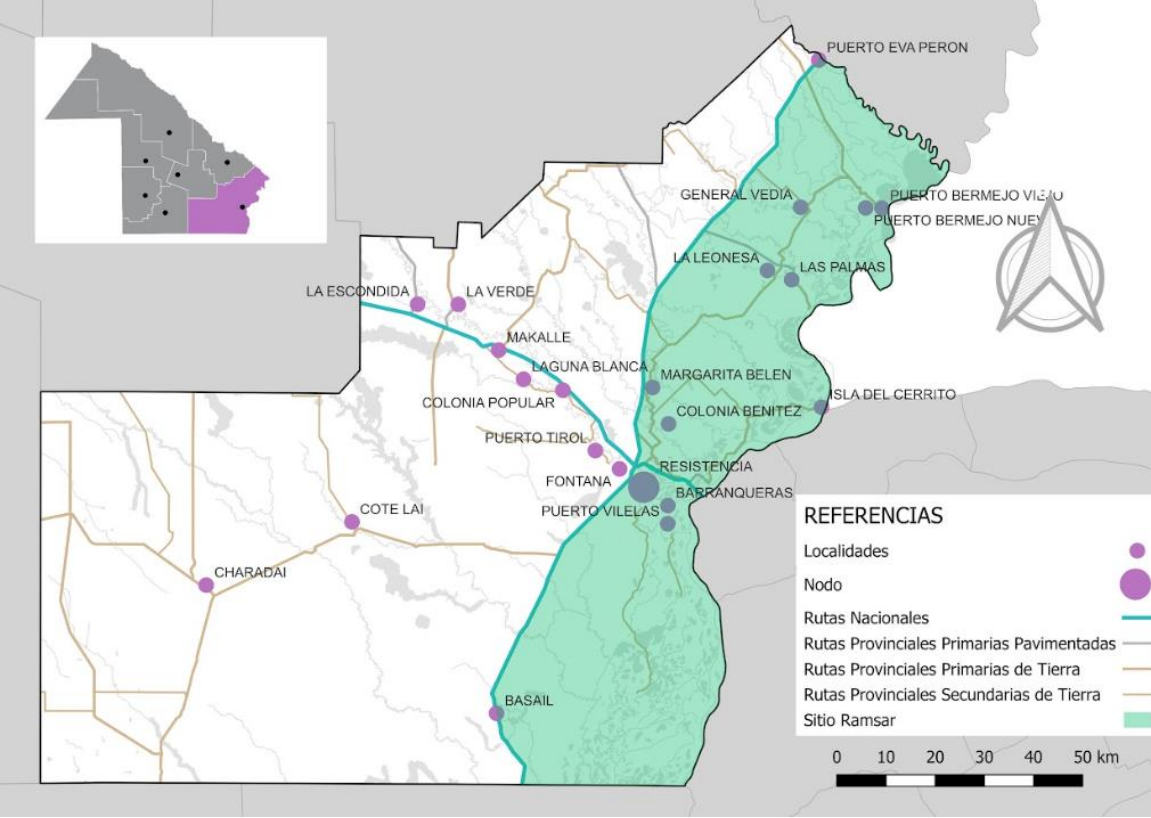 PUERTO EVA PERON
GENERAL VEDIA
PUERTO BERMEJO VIEJO
PUERTO BERMEJO NUEV
LA LEONESA
LAS PALMAS
LA ESCONDIDA
LA VERDE
MAKALLE
LAGUNA BLANCA
MARGARITA BELEN
COLONIA POPULAR
ISLA DEL CERRITO
COLONIA BENITEZ
PUERTO TIROL
RESISTENCIA
FONTANA
BARRANQUERAS
PUERTO VILELAS
COTE LAI
CHARADAI
BASAIL
REFERENCIAS
Localidades
Nodo
Rutas Nacionales
Rutas Provinciales Primarias Pavimentadas
Rutas Provinciales Primarias de Tierra
Rutas Provinciales Secundarias de Tierra
Sitio Ramsar
0 10 20 30 40 50 km